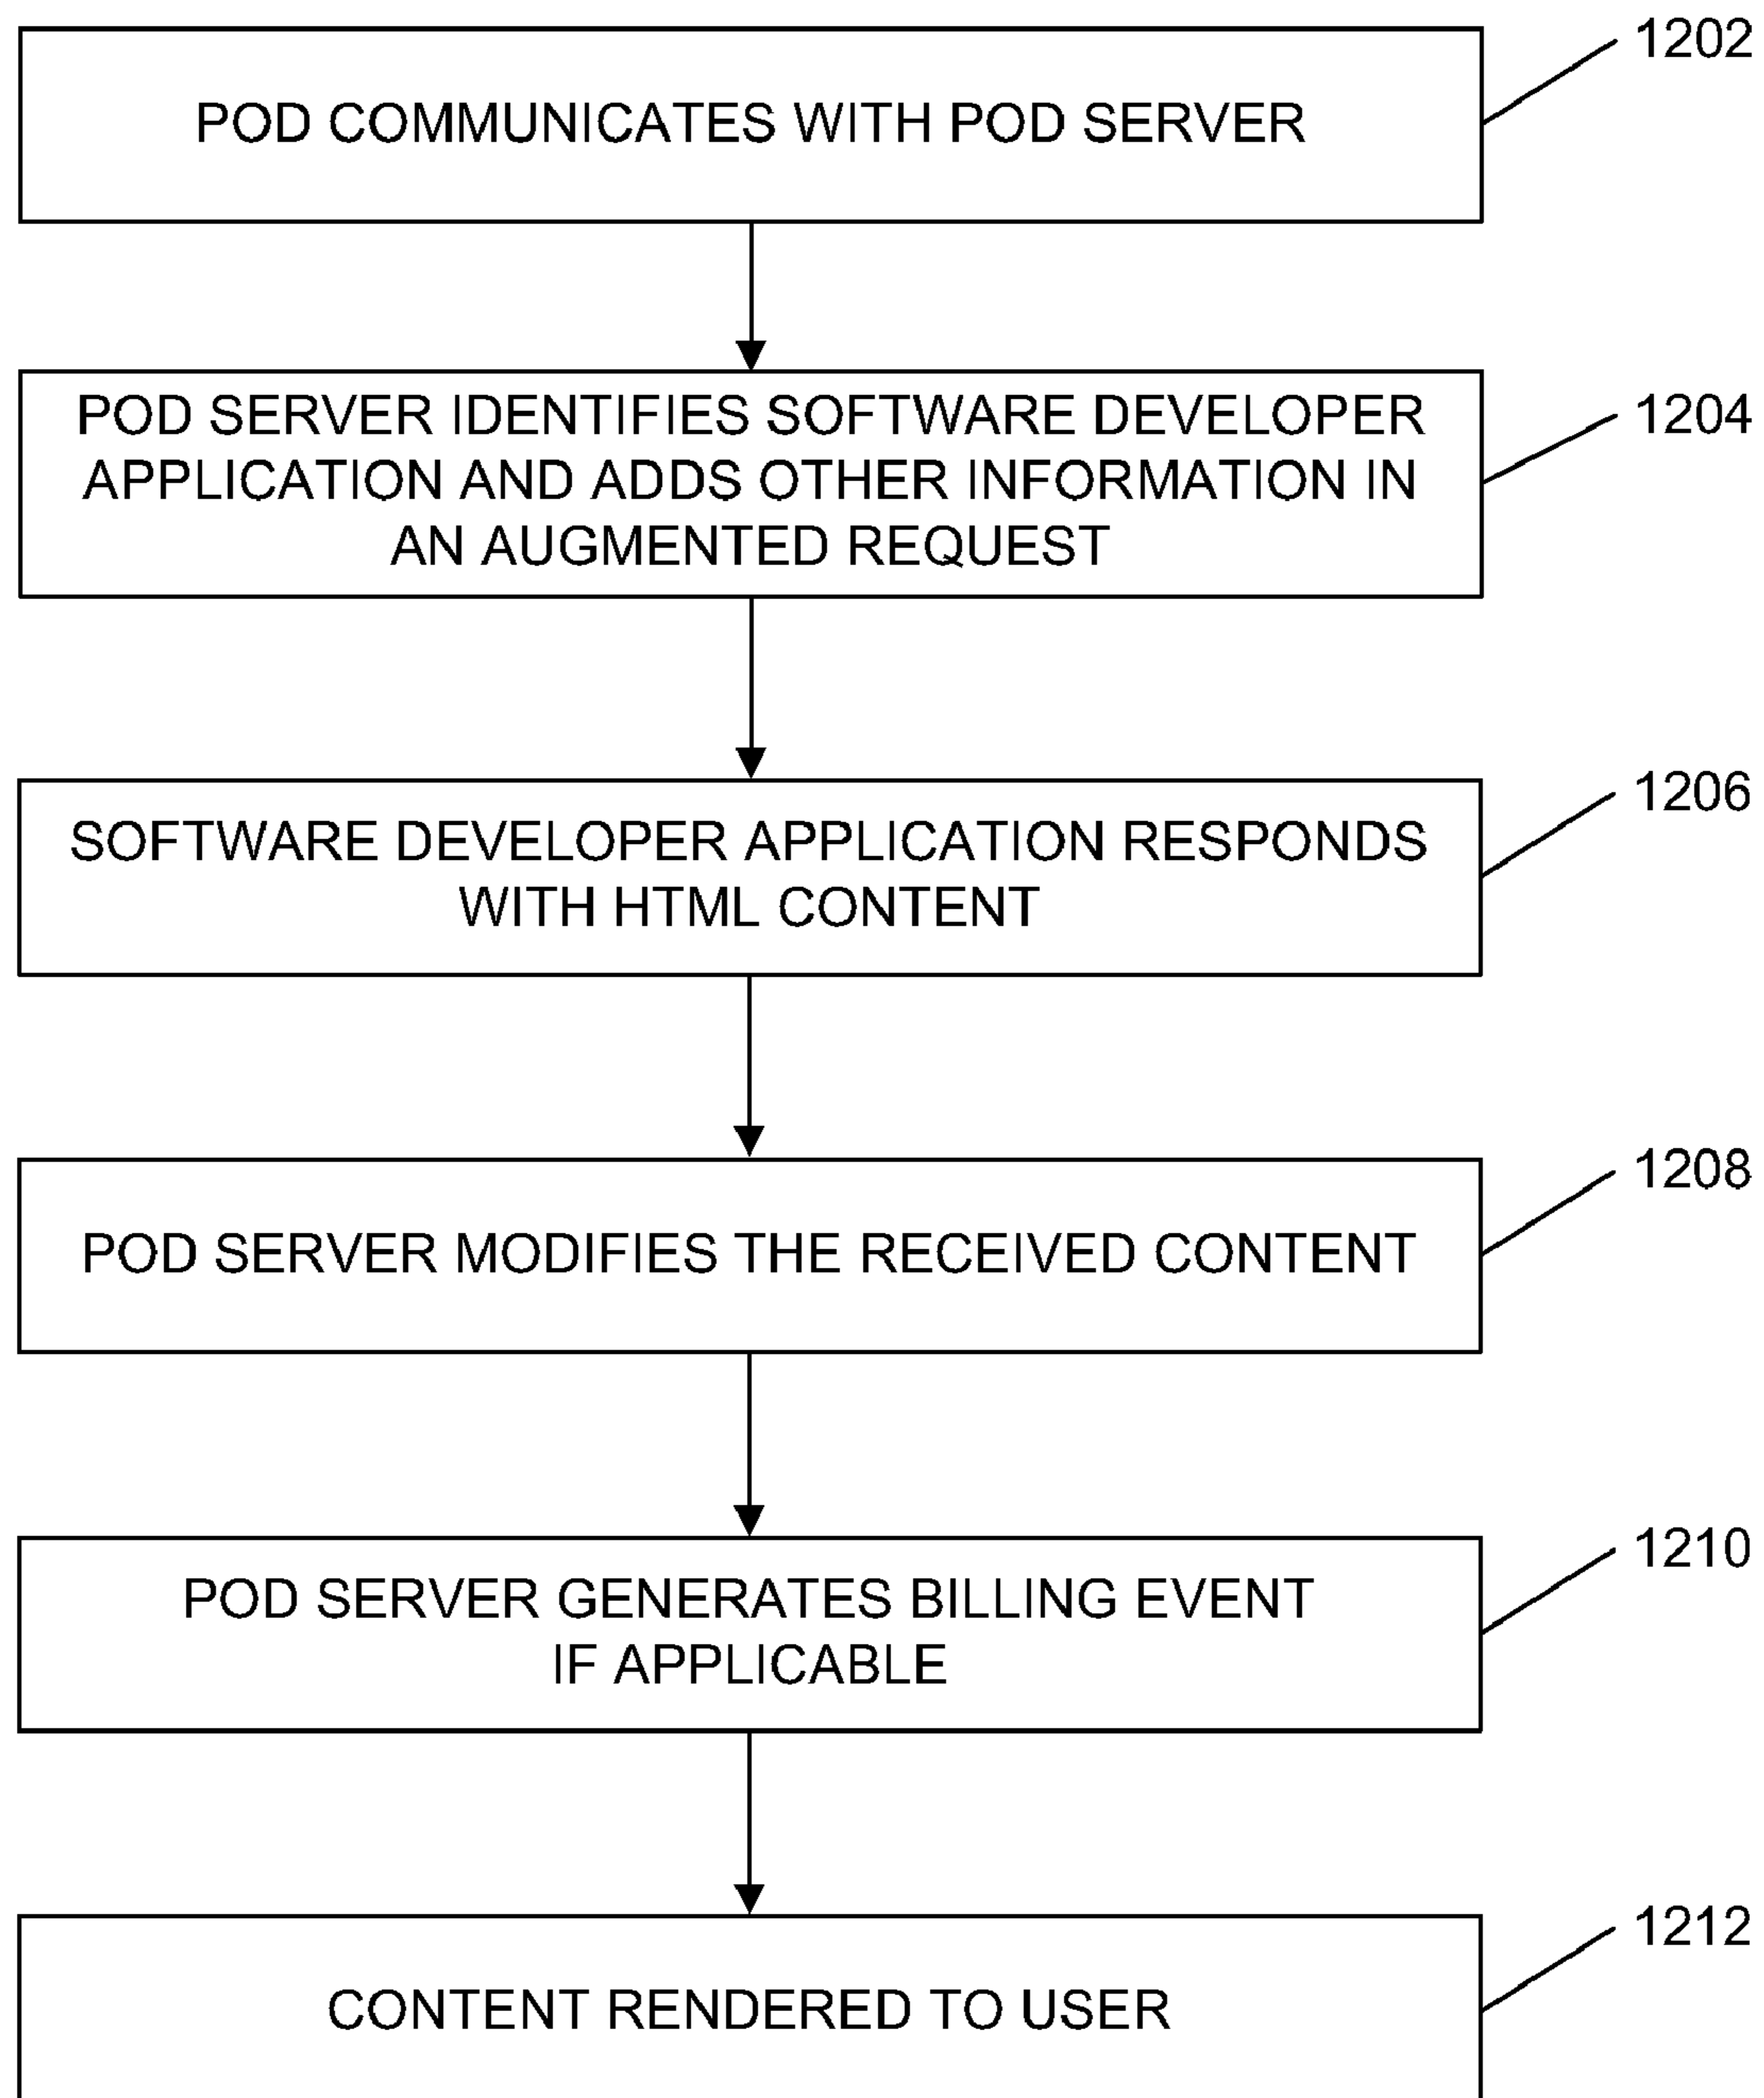 1202
POD COMMUNICATES WITH POD SERVER
1204
POD SERVER IDENTIFIES SOFTWARE DEVELOPER
APPLICATION AND ADDS OTHER INFORMATION IN
AN AUGMENTED REQUEST
1206
SOFTWARE DEVELOPER APPLICATION RESPONDS
WITH HTML CONTENT
1208
POD SERVER MODIFIES THE RECEIVED CONTENT
1210
POD SERVER GENERATES BILLING EVENT
IF APPLICABLE
1212
CONTENT RENDERED TO USER